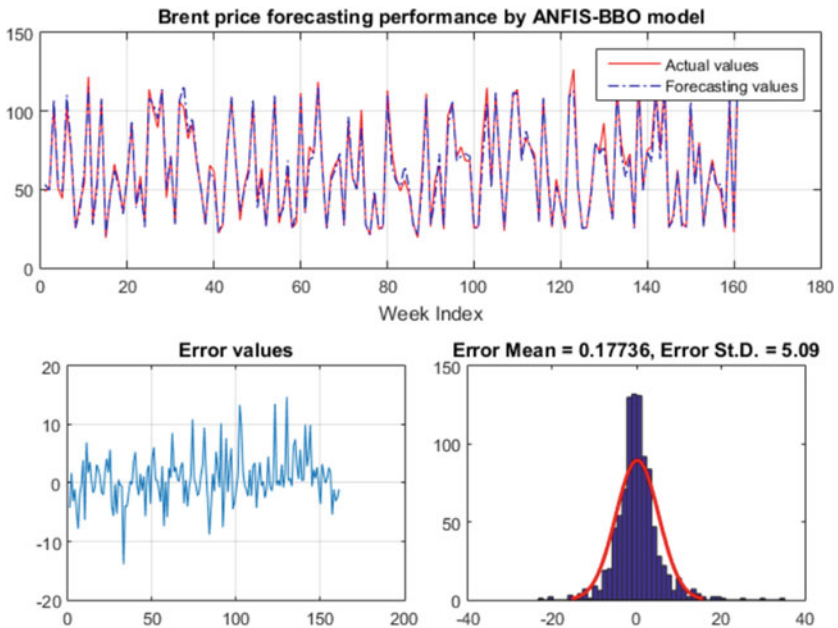 Brent price forecasting performance by ANFIS-BBO model
150
100
50
0
Actual values
Forecasting values
0 20 40 60 80 100 120 140 160 180
Week Index
Error values
20
10
0
-10
-20
0 50 100 150 200
Error Mean = 0.17736, Error St.D. = 5.09
150
100
50
0
-40 -20 0 20 40